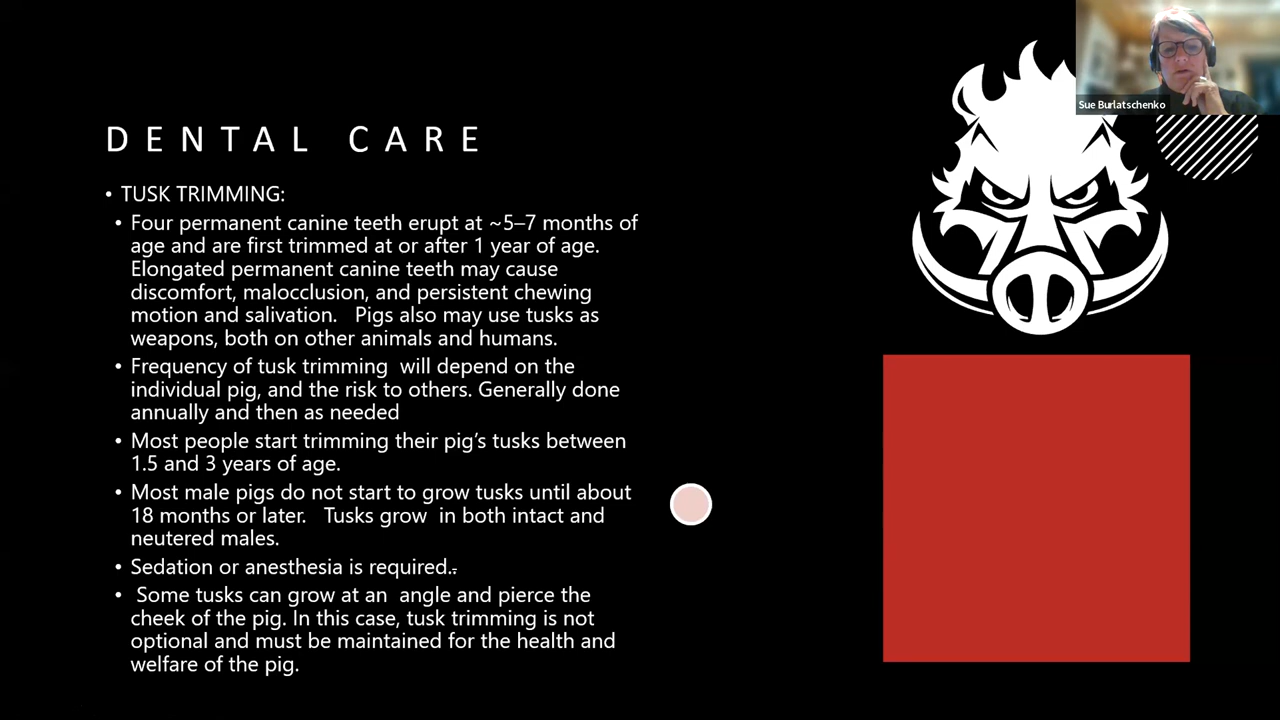 Sue Burlatschenko
DENTAL CARE
• TUSK TRIMMING:
• Four permanent canine teeth erupt at ~5–7 months of
age and are first trimmed at or after 1 year of age.
Elongated permanent canine teeth may cause
discomfort, malocclusion, and persistent chewing
motion and salivation.   Pigs also may use tusks as
weapons, both on other animals and humans.
• Frequency of tusk trimming  will depend on the
individual pig, and the risk to others. Generally done
annually and then as needed
• Most people start trimming their pig’s tusks between
1.5 and 3 years of age.
• Most male pigs do not start to grow tusks until about
18 months or later.   Tusks grow  in both intact and
neutered males.
• Sedation or anesthesia is required..
•  Some tusks can grow at an  angle and pierce the
cheek of the pig. In this case, tusk trimming is not
optional and must be maintained for the health and
welfare of the pig.